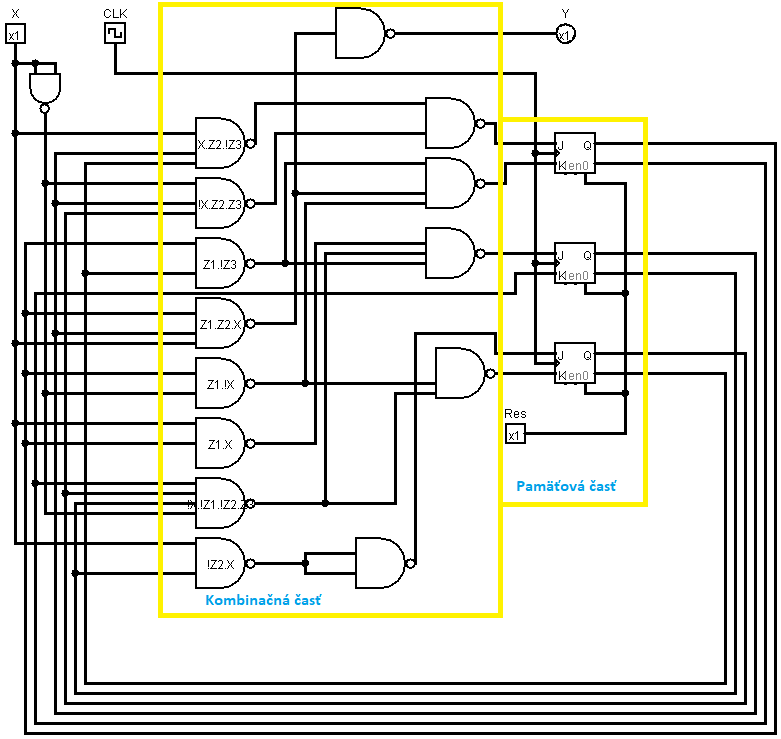 X
CLK
Y
x1
x1
X.Z2.!Z3
!X.Z2.Z3
Z1.!Z3
Z1.Z2.X
Z1.!X
Z1.X
!Z2.X
J Q
K en0
J Q
K en0
J Q
K en0
Res
x1
Pamäťová časť
Kombinačná časť